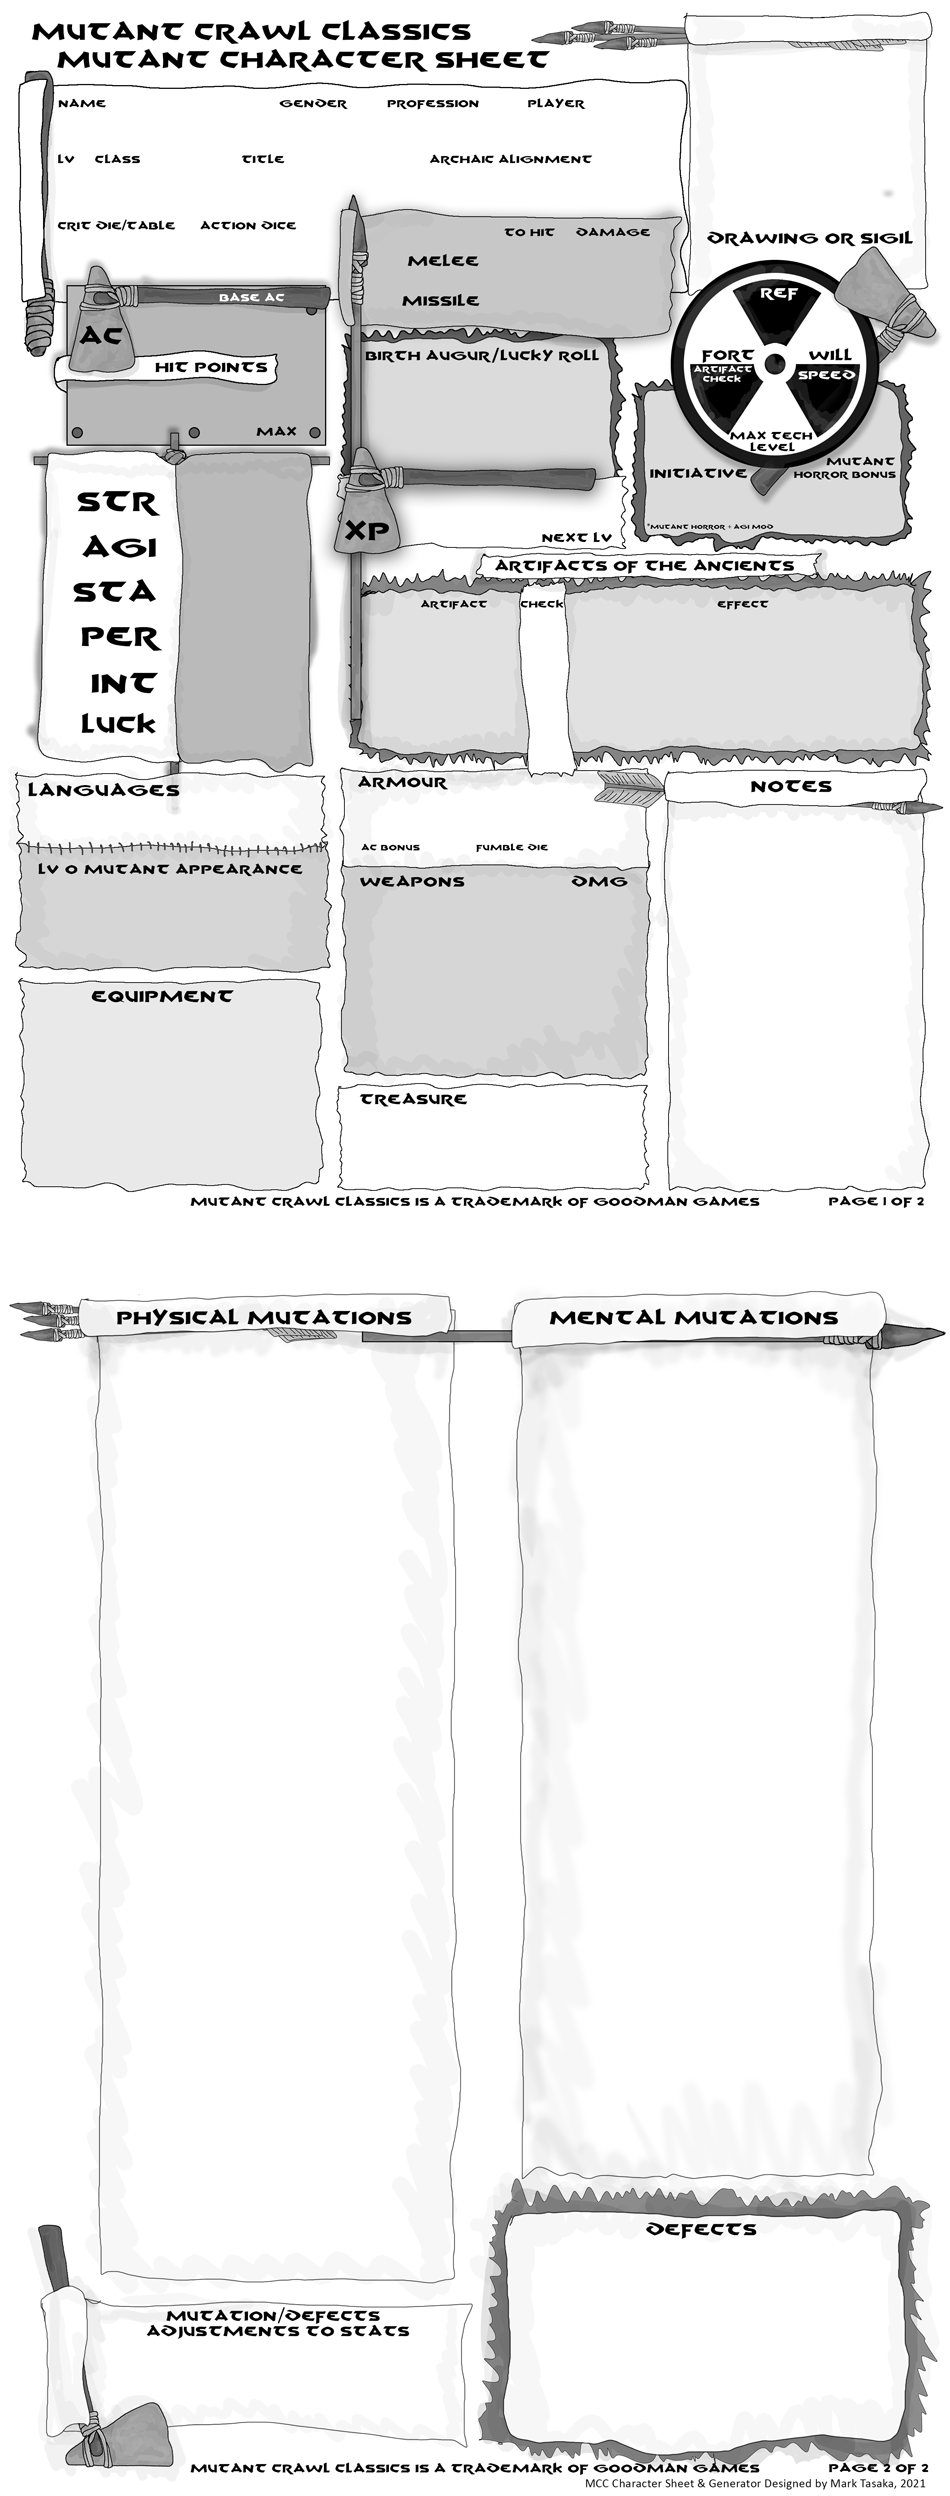 MUTANT CRAWL CLASSICS
MUTANT CHARACTER SHEET
NAME GENDER PROFESSION PLAYER
LV CLASS TITLE ARCHAIC ALIGNMENT
CRIT DIE/TABLE ACTION DICE
DRAWING OR SIGIL
TO HIT DAMAGE
MELEE
MISSILE
BASE AC
AC
HIT POINTS
MAX
BIRTH AUGUR/LUCKY ROLL
REF
FORT WILL
ARTIFACT
CHECK
SPEED
MAX TECH
LEVEL
INITIATIVE
MUTANT
HORROR BONUS
*MUTANT HORROR + AGI MOD
XP
NEXT LV
STR
AGI
STA
PER
INT
LUCK
ARTIFACTS OF THE ANCIENTS
ARTIFACT CHECK EFFECT
LANGUAGES
LV 0 MUTANT APPEARANCE
EQUIPMENT
ARMOUR
AC BONUS FUMBLE DIE
WEAPONS DMG
TREASURE
NOTES
MUTANT CRAWL CLASSICS IS A TRADEMARK OF GOODMAN GAMES PAGE 1 OF 2
PHYSICAL MUTATIONS
MENTAL MUTATIONS
DEFECTS
MUTATION/DEFECTS
ADJUSTMENTS TO STATS
MUTANT CRAWL CLASSICS IS A TRADEMARK OF GOODMAN GAMES PAGE 2 OF 2
MCC Character Sheet & Generator Designed by Mark Tasaka, 2021